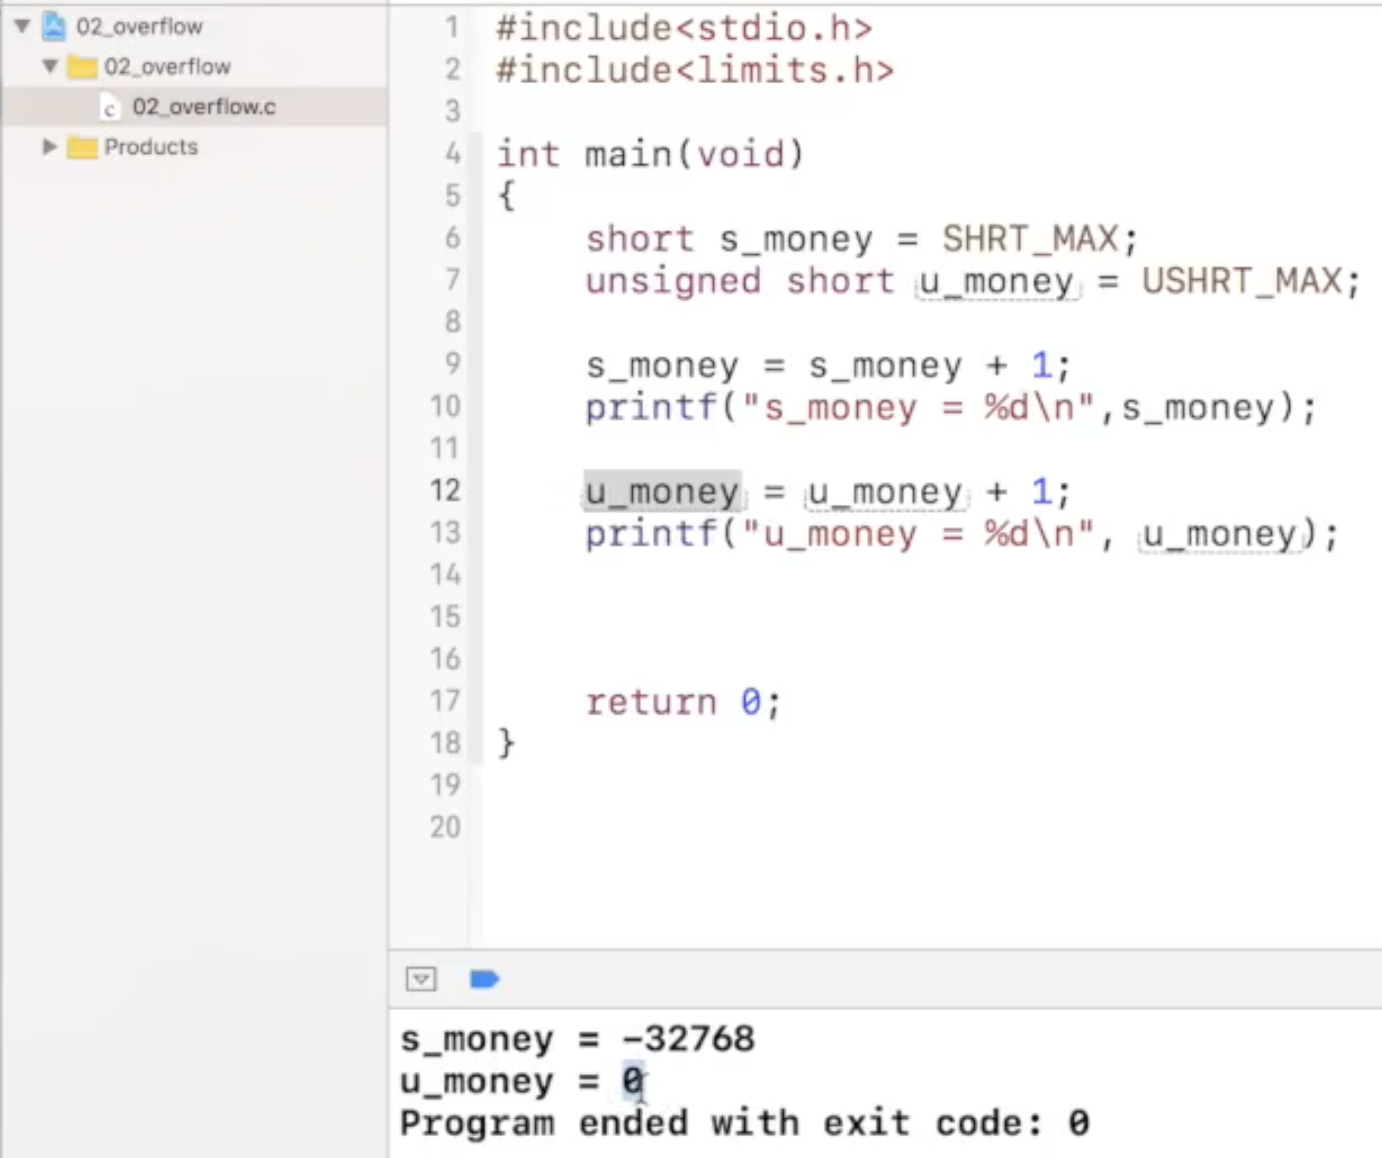 02_overflow
02_overflow
02_overflow.c
Products
1 #include<stdio.h>
2 #include<limits.h>
3
4 int main(void)
5 {
6 short s_money = SHRT_MAX;
7 unsigned short u_money = USHRT_MAX;
8
9 s_money = s_money + 1;
10 printf("s_money = %d\n",s_money);
11
12 u_money = u_money + 1;
13 printf("u_money = %d\n", u_money);
14
15
16
17 return 0;
18 }
19
20
s_money = -32768
u_money = 0
Program ended with exit code: 0